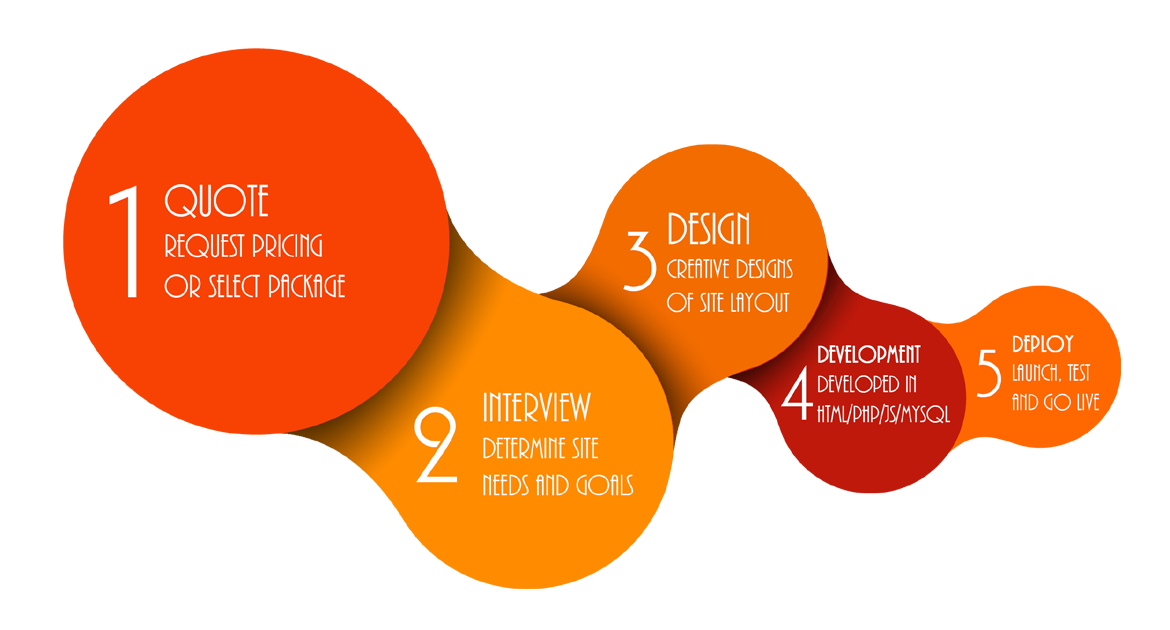 1
QUOTE
REQUEST PRICING
OR SELECT PACKAGE
2
INTERVIEW
DETERMINE SITE
NEEDS AND GOALS
3
DESIGN
CREATIVE DESIGNS
OF SITE LAYOUT
4
DEVELOPMENT
DEVELOPED IN
HTML/PHP/JS/MYSQL
5
DEPLOY
LAUNCH, TEST
AND GO LIVE